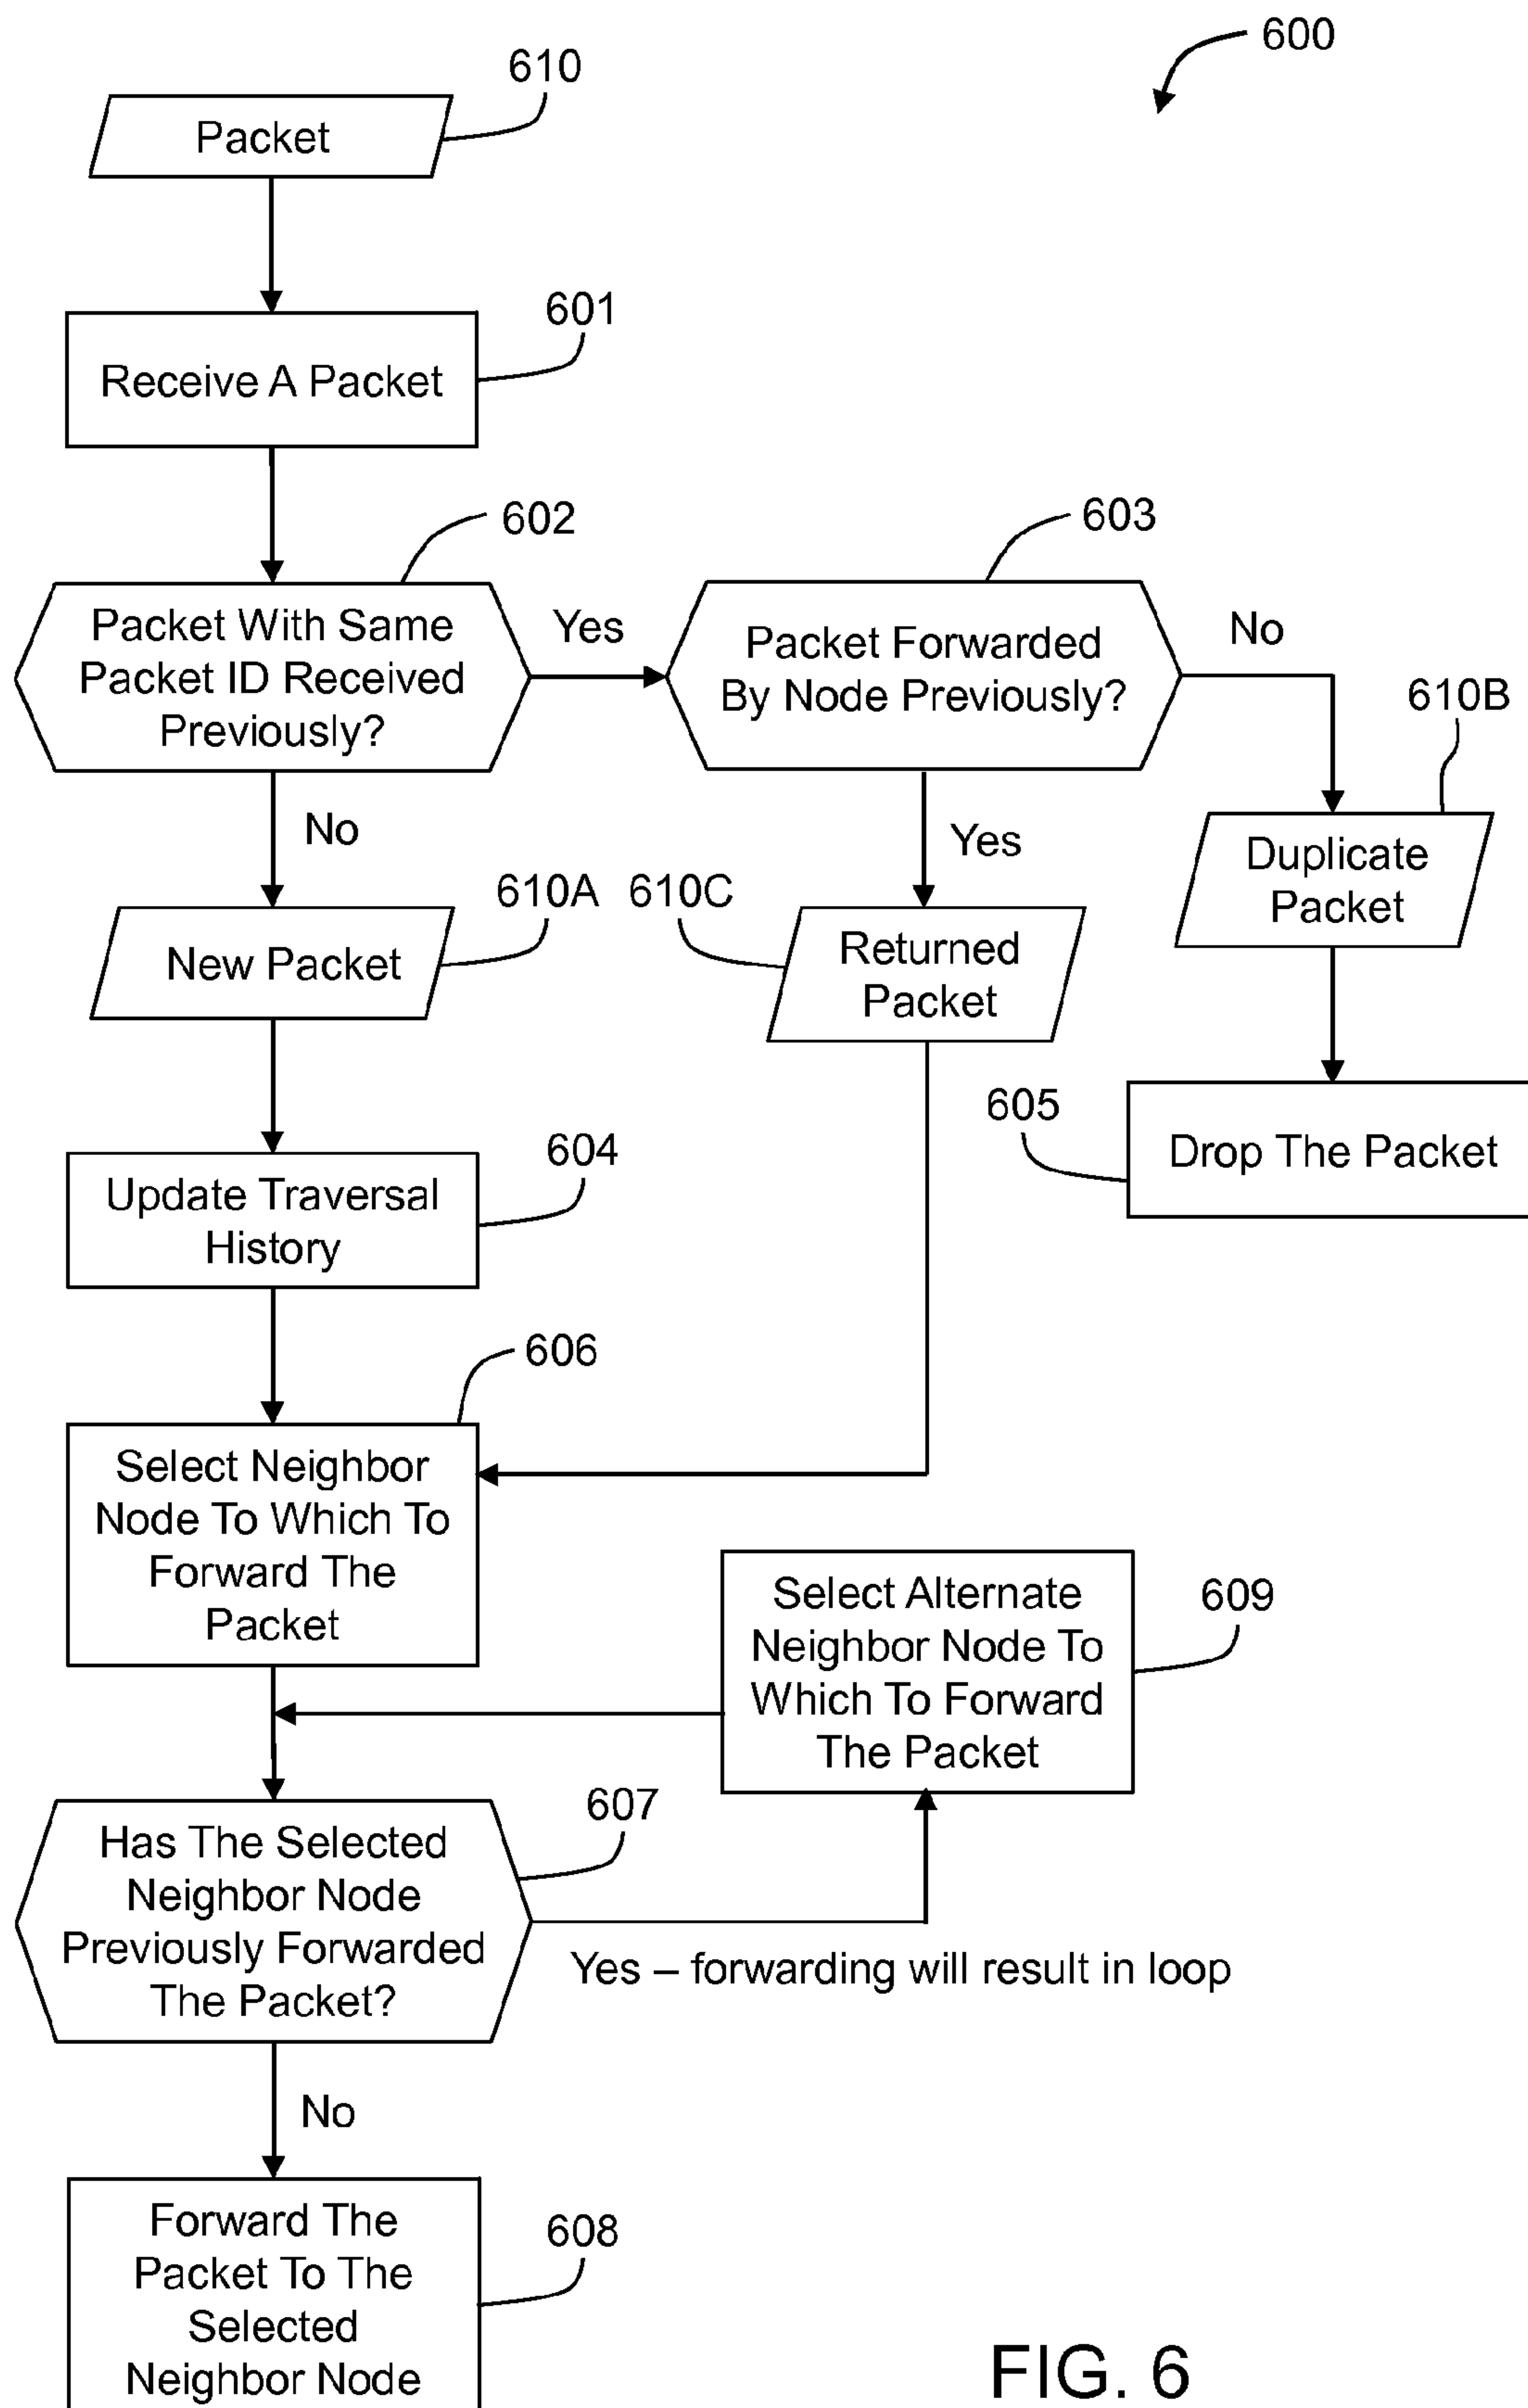 600
610
Packet
601
Receive A Packet
602
603
Packet With Same
Packet ID Received
Previously?
Yes
Packet Forwarded
By Node Previously?
No
610B
No
Yes
Duplicate
Packet
610A
610C
New Packet
Returned
Packet
605
Drop The Packet
604
Update Traversal
History
606
Select Neighbor
Node To Which To
Forward The
Packet
Select Alternate
Neighbor Node To
Which To Forward
The Packet
609
607
Has The Selected
Neighbor Node
Previously Forwarded
The Packet?
Yes – forwarding will result in loop
No
608
Forward The
Packet To The
Selected
Neighbor Node
FIG. 6